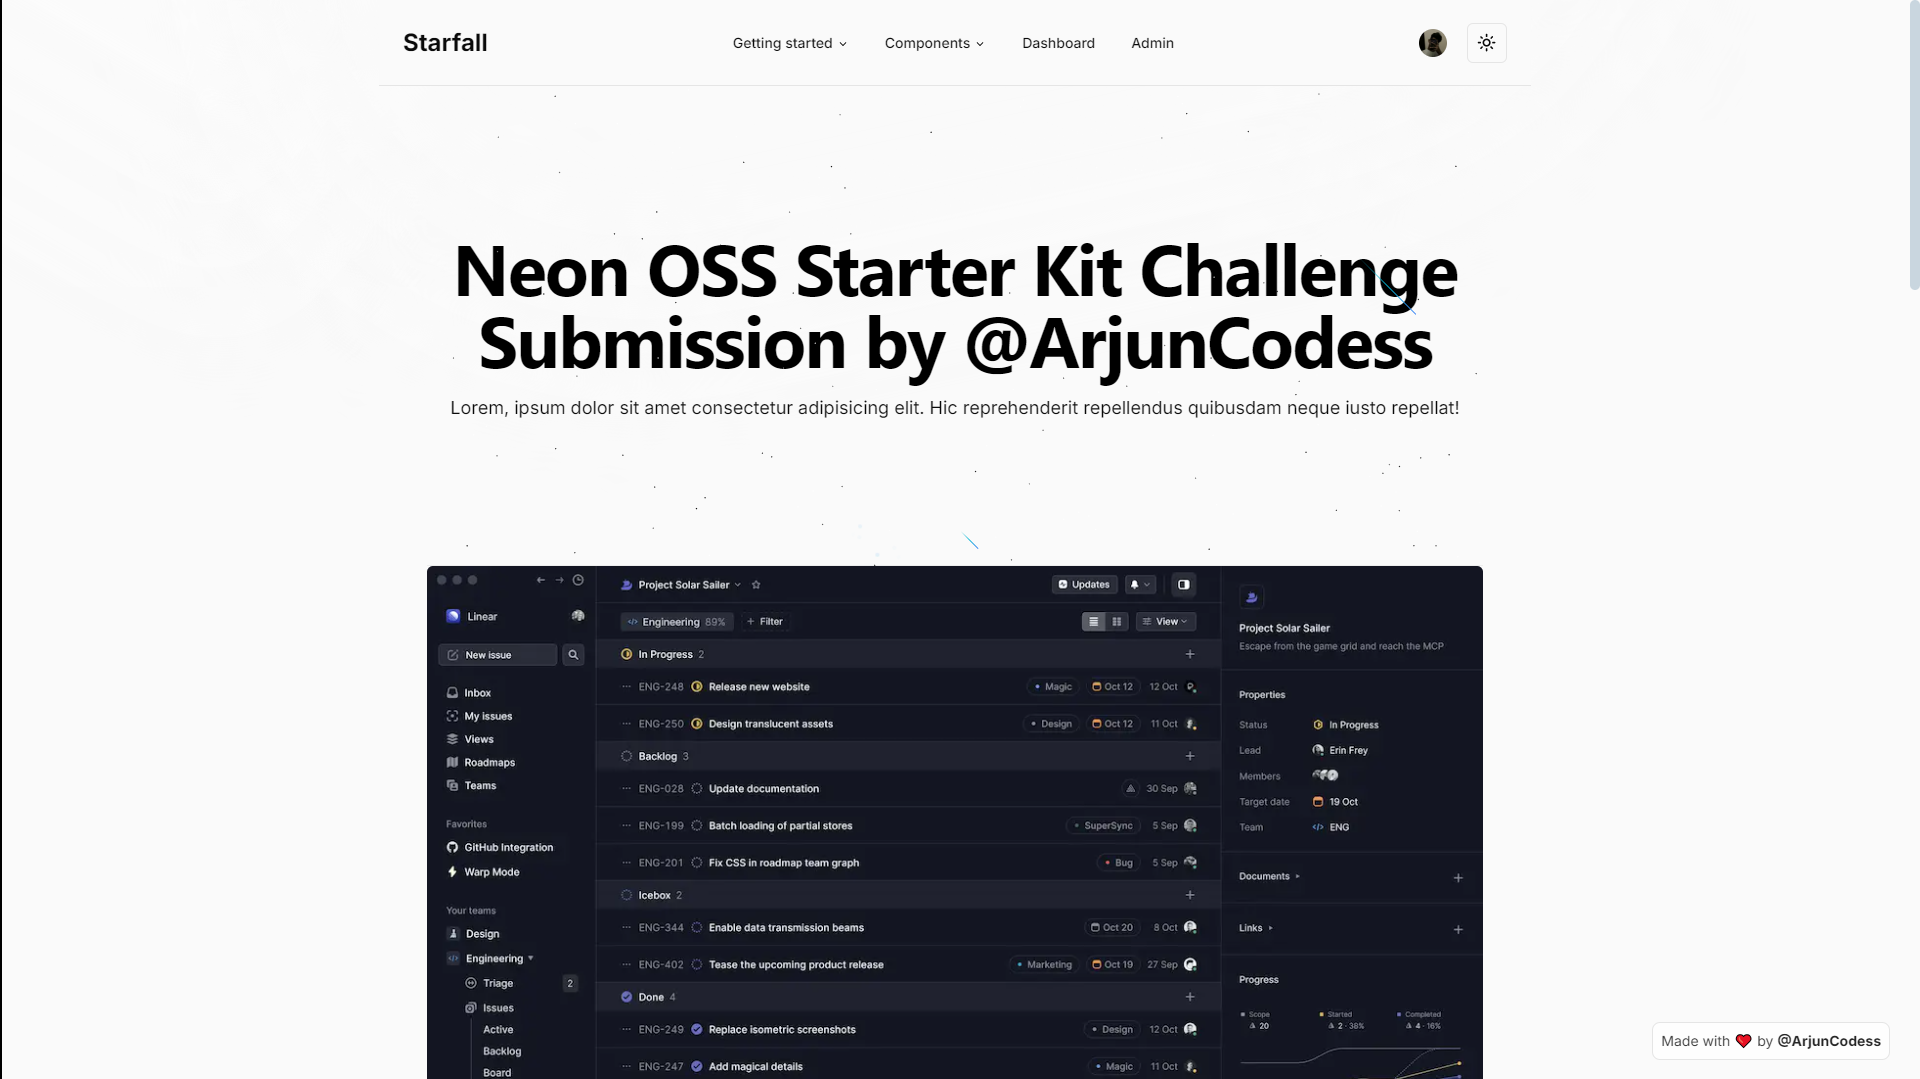 Starfall
Getting started
Components
Dashboard
Admin
Neon OSS Starter Kit Challenge
Submission by @ArjunCodess
Lorem, ipsum dolor sit amet consectetur adipisicing elit. Hic reprehenderit repellendus quibusdam neque iusto repellat!
Linear
New issue
Inbox
My issues
Views
Roadmaps
Teams
Favorites
GitHub Integration
Warp Mode
Your teams
Design
Engineering
Triage 2
Issues
Active
Backlog
Board
Project Solar Sailer
Updates
Engineering 89%
Filter
View
In Progress 2
ENG-248 Release new website Magic Oct 12 12 Oct
ENG-250 Design translucent assets Design Oct 12 11 Oct
Backlog 3
ENG-028 Update documentation 30 Sep
ENG-199 Batch loading of partial stores SuperSync 5 Sep
ENG-201 Fix CSS in roadmap team graph Bug 5 Sep
Icebox 2
ENG-344 Enable data transmission beams Oct 20 8 Oct
ENG-402 Tease the upcoming product release Marketing Oct 19 27 Sep
Done 4
ENG-249 Replace isometric screenshots Design 12 Oct
ENG-247 Add magical details Magic 11 Oct
Project Solar Sailer
Escape from the game grid and reach the MCP
Properties
Status In Progress
Lead Erin Frey
Members
Target date 19 Oct
Team ENG
Documents
Links
Progress
Scope Started Completed
20 2 · 38% 4 · 16%
Made with ❤️ by @ArjunCodess